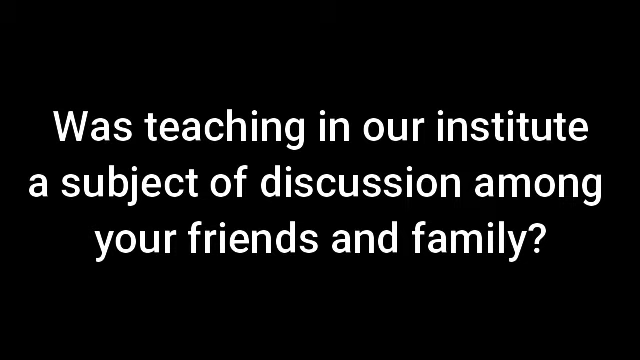 Was teaching in our institute
a subject of discussion among
your friends and family?